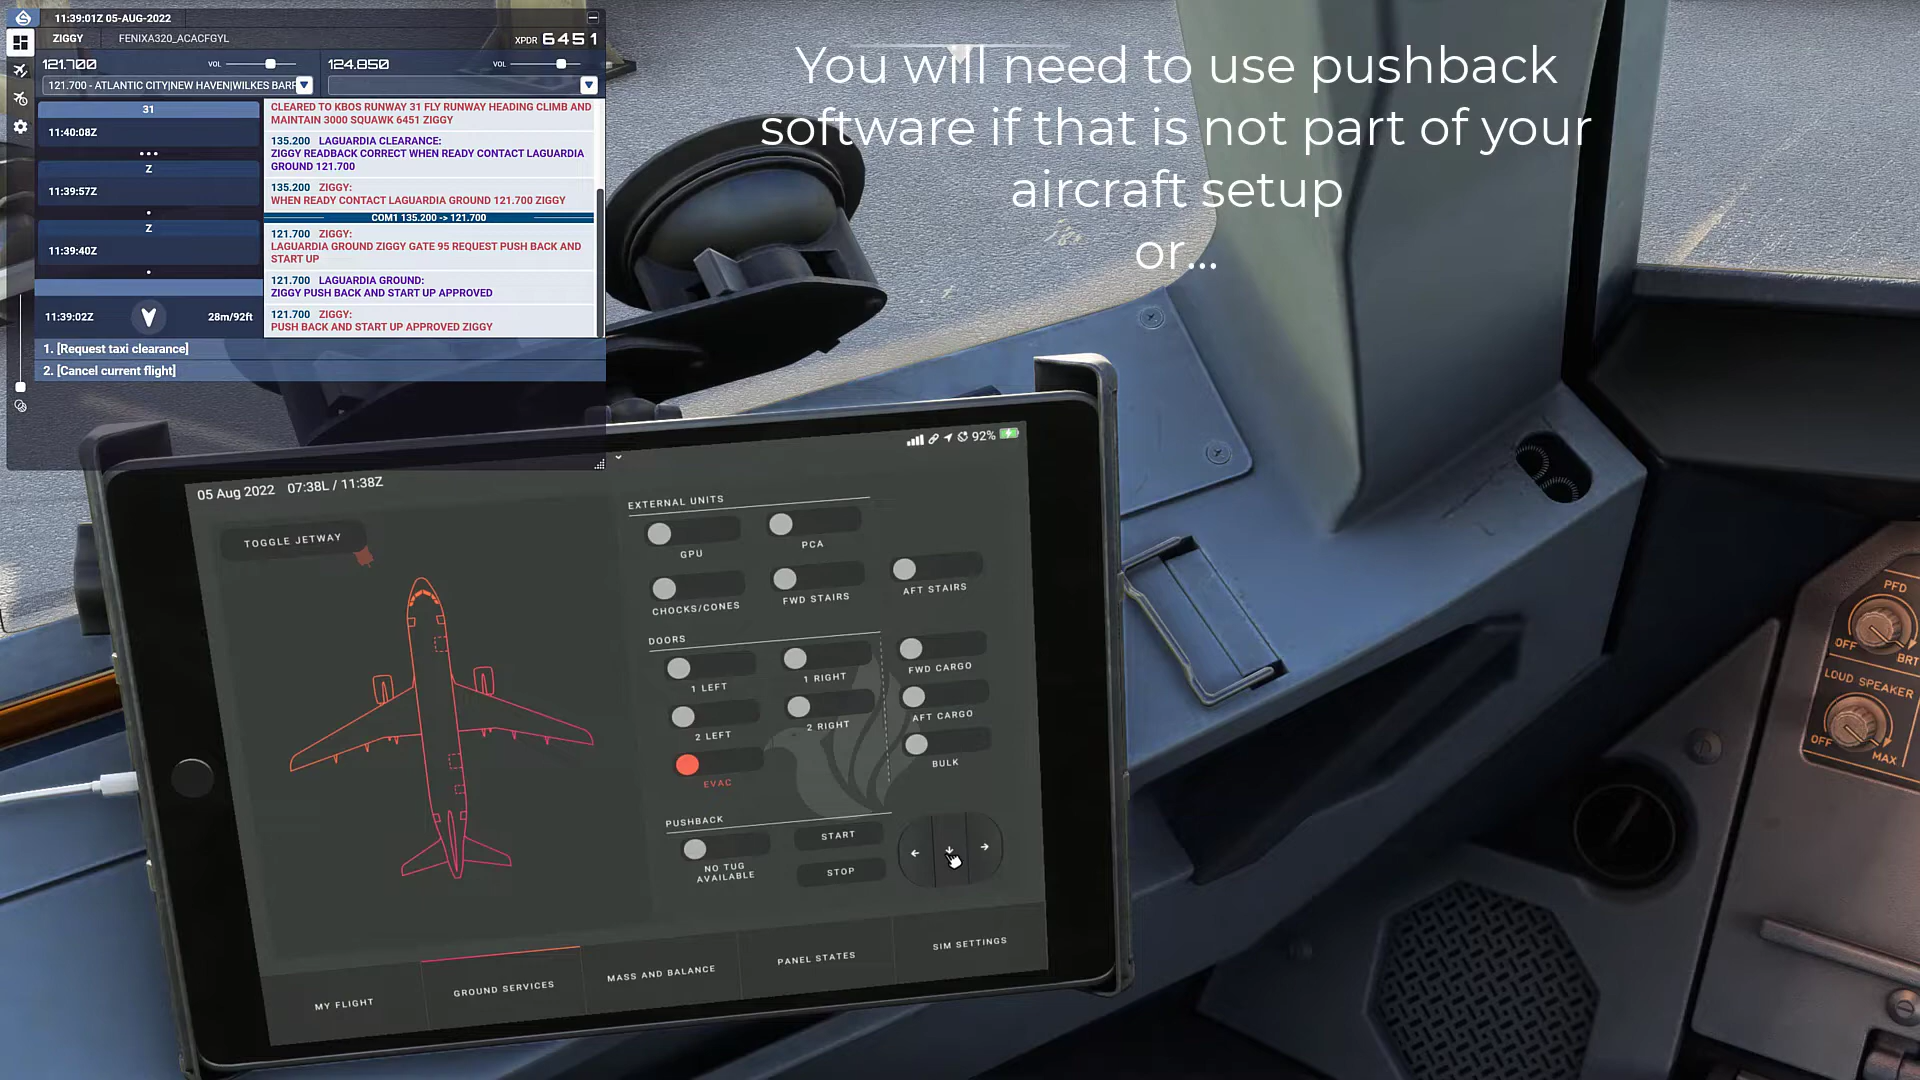 11:39:01Z 05-AUG-2022
ZIGGY FENIXA320_ACACFGYL XPDR 6451
121.700 VOL 124.850 VOL
121.700 - ATLANTIC CITY|NEW HAVEN|WILKES BARR
31
11:40:08Z
Z
11:39:57Z
Z
11:39:40Z
11:39:02Z 28m/92ft
CLEARED TO KBOS RUNWAY 31 FLY RUNWAY HEADING CLIMB AND
MAINTAIN 3000 SQUAWK 6451 ZIGGY
135.200 LAGUARDIA CLEARANCE:
ZIGGY READBACK CORRECT WHEN READY CONTACT LAGUARDIA
GROUND 121.700
135.200 ZIGGY:
WHEN READY CONTACT LAGUARDIA GROUND 121.700 ZIGGY
COM1 135.200 -> 121.700
121.700 ZIGGY:
LAGUARDIA GROUND ZIGGY GATE 95 REQUEST PUSH BACK AND
START UP
121.700 LAGUARDIA GROUND:
ZIGGY PUSH BACK AND START UP APPROVED
121.700 ZIGGY:
PUSH BACK AND START UP APPROVED ZIGGY
1. [Request taxi clearance]
2. [Cancel current flight]
You will need to use pushback
software if that is not part of your
aircraft setup
or...
92%
05 Aug 2022 07:38L / 11:38Z
TOGGLE JETWAY
EXTERNAL UNITS
GPU
PCA
CHOCKS/CONES
FWD STAIRS
AFT STAIRS
DOORS
1 LEFT
1 RIGHT
FWD CARGO
2 LEFT
2 RIGHT
AFT CARGO
EVAC
BULK
PUSHBACK
START
NO TUG
AVAILABLE
STOP
MY FLIGHT
GROUND SERVICES
MASS AND BALANCE
PANEL STATES
SIM SETTINGS
PFD
OFF
BRT
LOUD SPEAKER
OFF
MAX